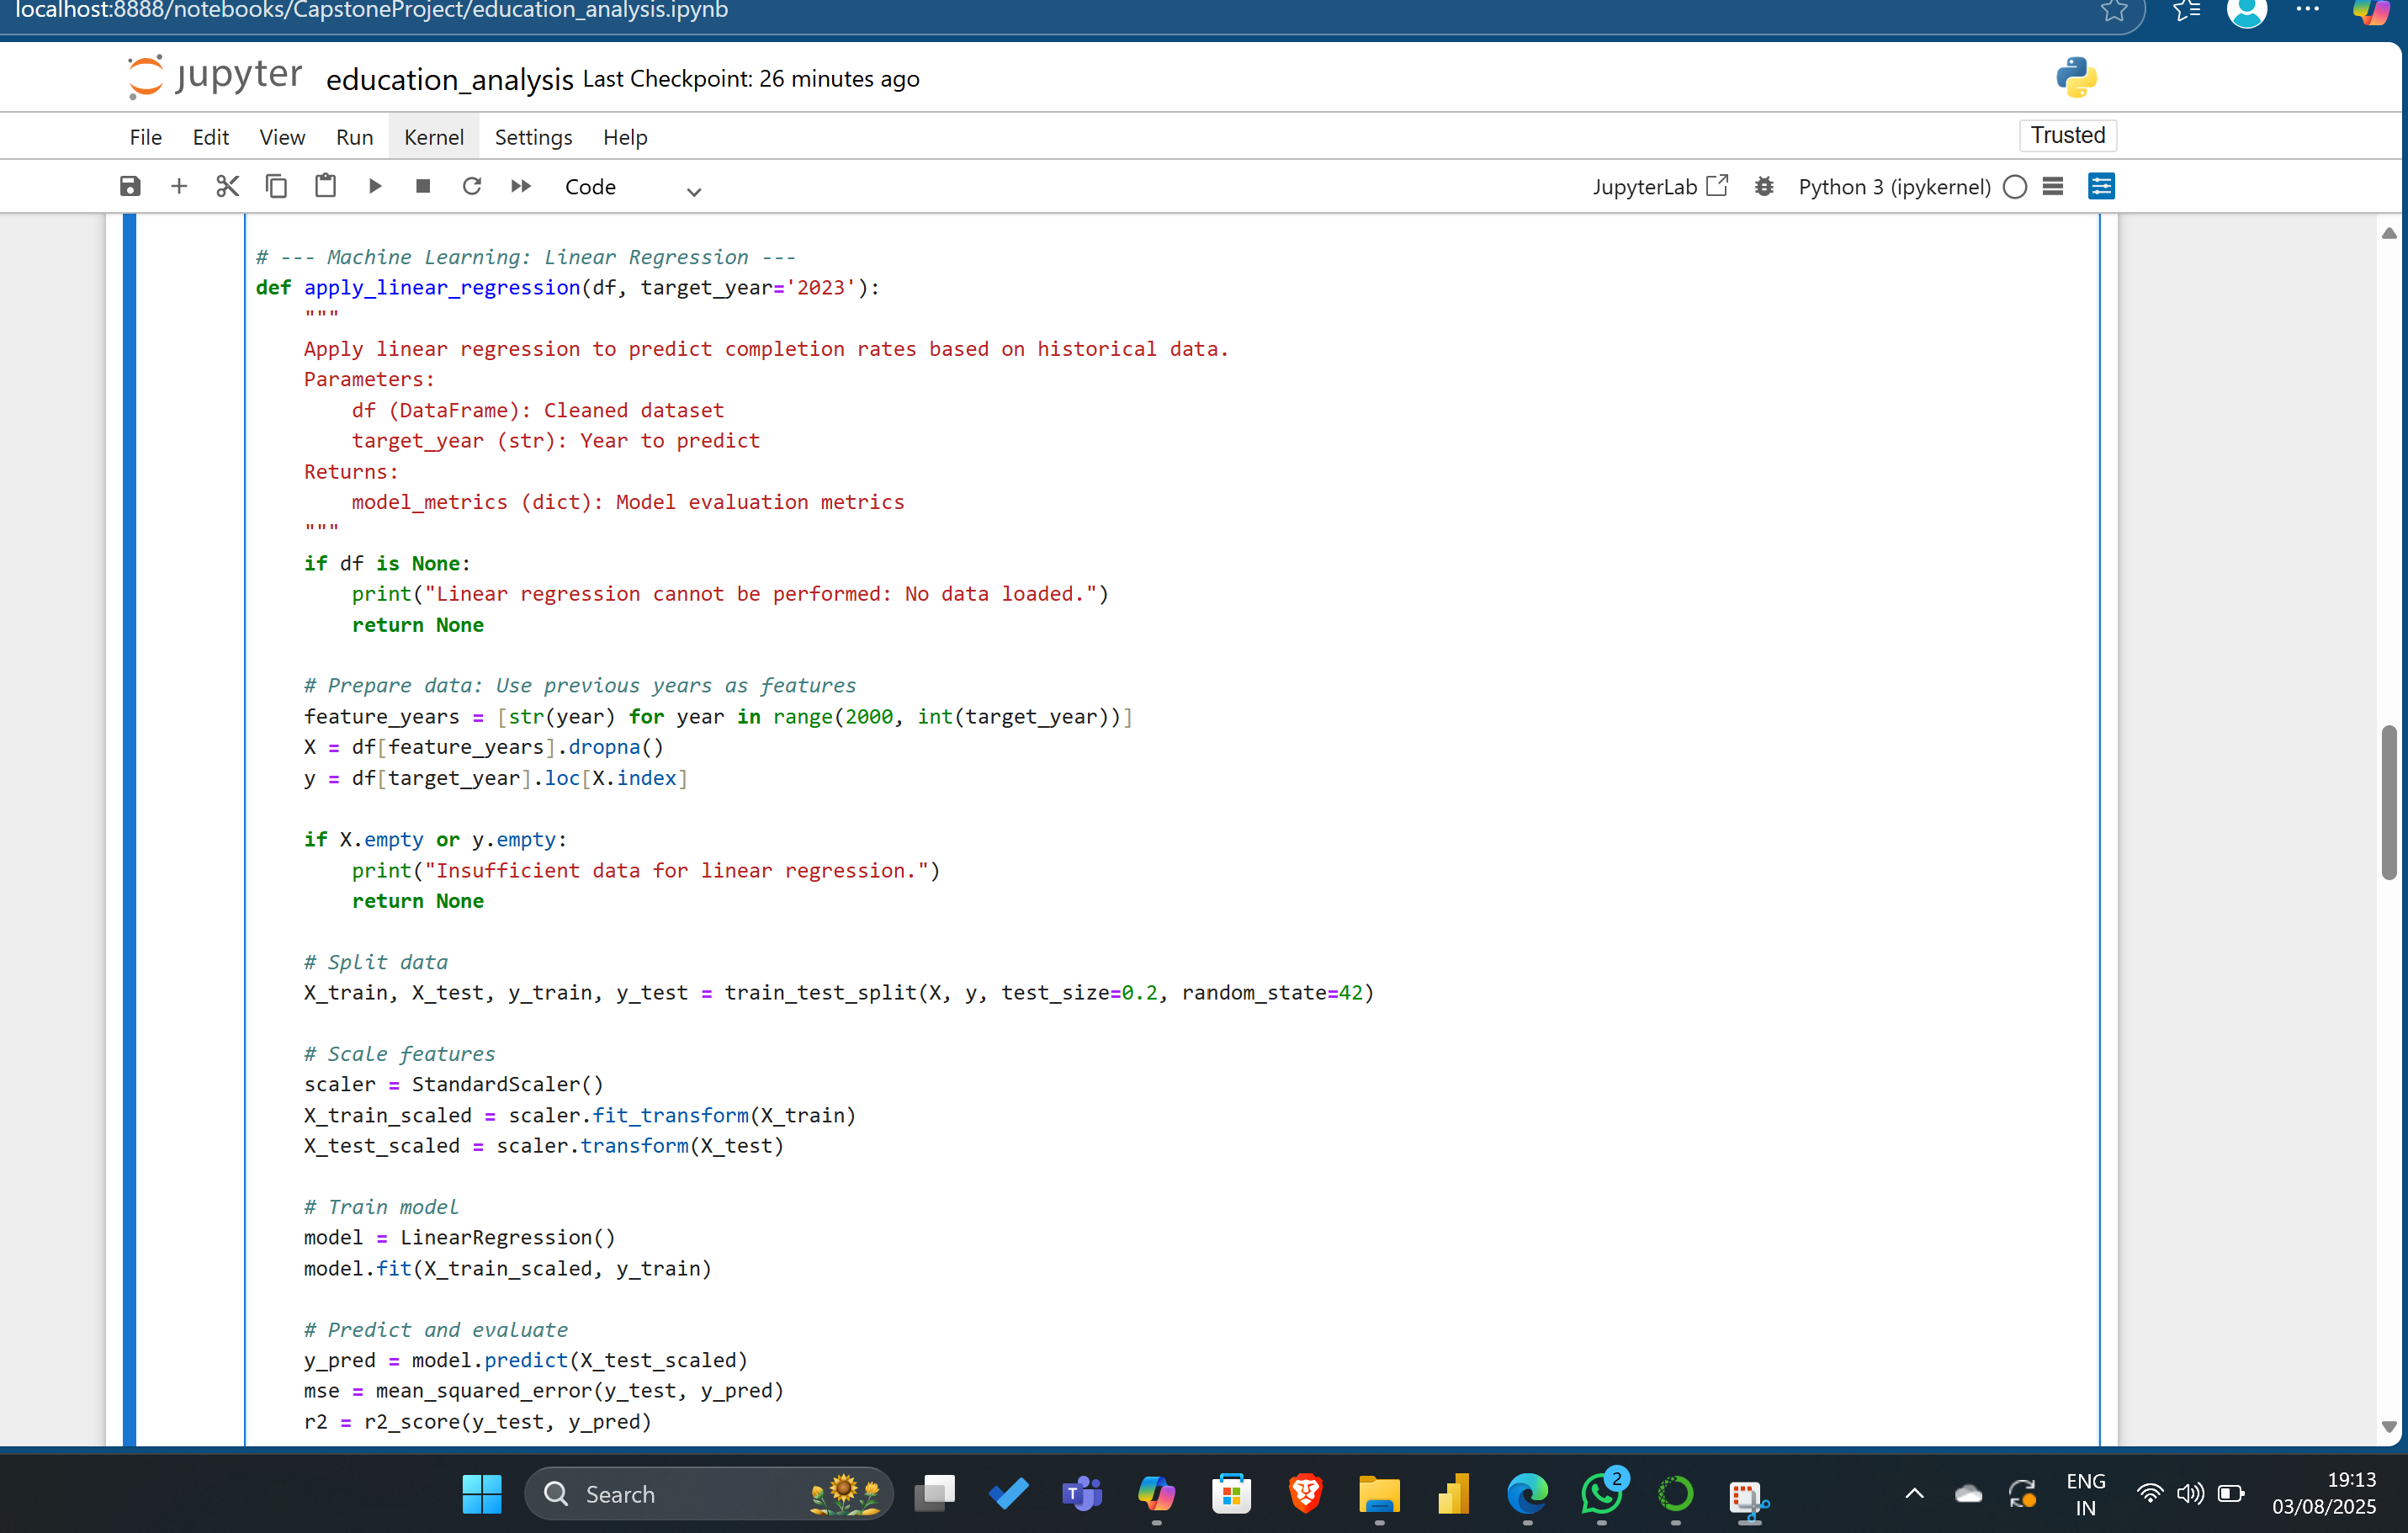 localhost:8888/notebooks/CapstoneProject/education_analysis.ipynb
jupyter education_analysis Last Checkpoint: 26 minutes ago
File Edit View Run Kernel Settings Help Trusted
Code JupyterLab Python 3 (ipykernel)
# --- Machine Learning: Linear Regression ---
def apply_linear_regression(df, target_year='2023'):
    """
    Apply linear regression to predict completion rates based on historical data.
    Parameters:
        df (DataFrame): Cleaned dataset
        target_year (str): Year to predict
    Returns:
        model_metrics (dict): Model evaluation metrics
    """
    if df is None:
        print("Linear regression cannot be performed: No data loaded.")
        return None
    # Prepare data: Use previous years as features
    feature_years = [str(year) for year in range(2000, int(target_year))]
    X = df[feature_years].dropna()
    y = df[target_year].loc[X.index]
    if X.empty or y.empty:
        print("Insufficient data for linear regression.")
        return None
    # Split data
    X_train, X_test, y_train, y_test = train_test_split(X, y, test_size=0.2, random_state=42)
    # Scale features
    scaler = StandardScaler()
    X_train_scaled = scaler.fit_transform(X_train)
    X_test_scaled = scaler.transform(X_test)
    # Train model
    model = LinearRegression()
    model.fit(X_train_scaled, y_train)
    # Predict and evaluate
    y_pred = model.predict(X_test_scaled)
    mse = mean_squared_error(y_test, y_pred)
    r2 = r2_score(y_test, y_pred)
Search
T
2
ENG
IN
19:13
03/08/2025